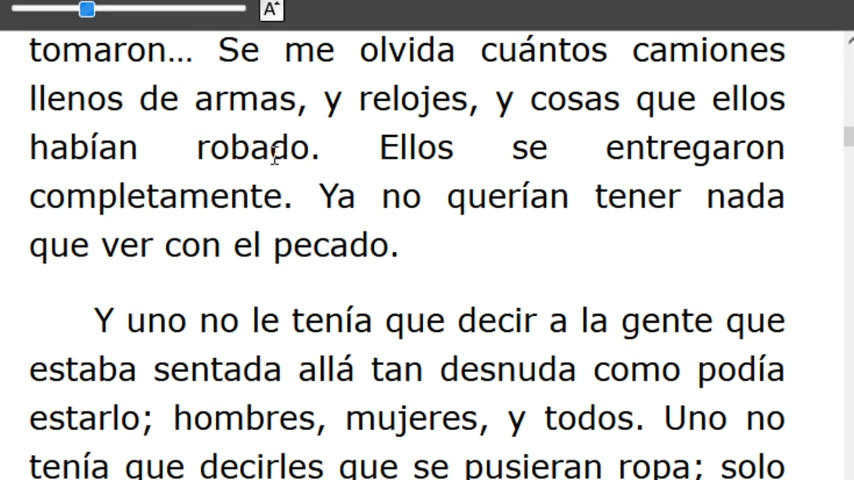 A
tomaron... Se me olvida cuántos camiones
llenos de armas, y relojes, y cosas que ellos
habían robado. Ellos se entregaron
completamente. Ya no querían tener nada
que ver con el pecado.
Y uno no le tenía que decir a la gente que
estaba sentada allá tan desnuda como podía
estarlo; hombres, mujeres, y todos. Uno no
tenía que decirles que se pusieran ropa; solo